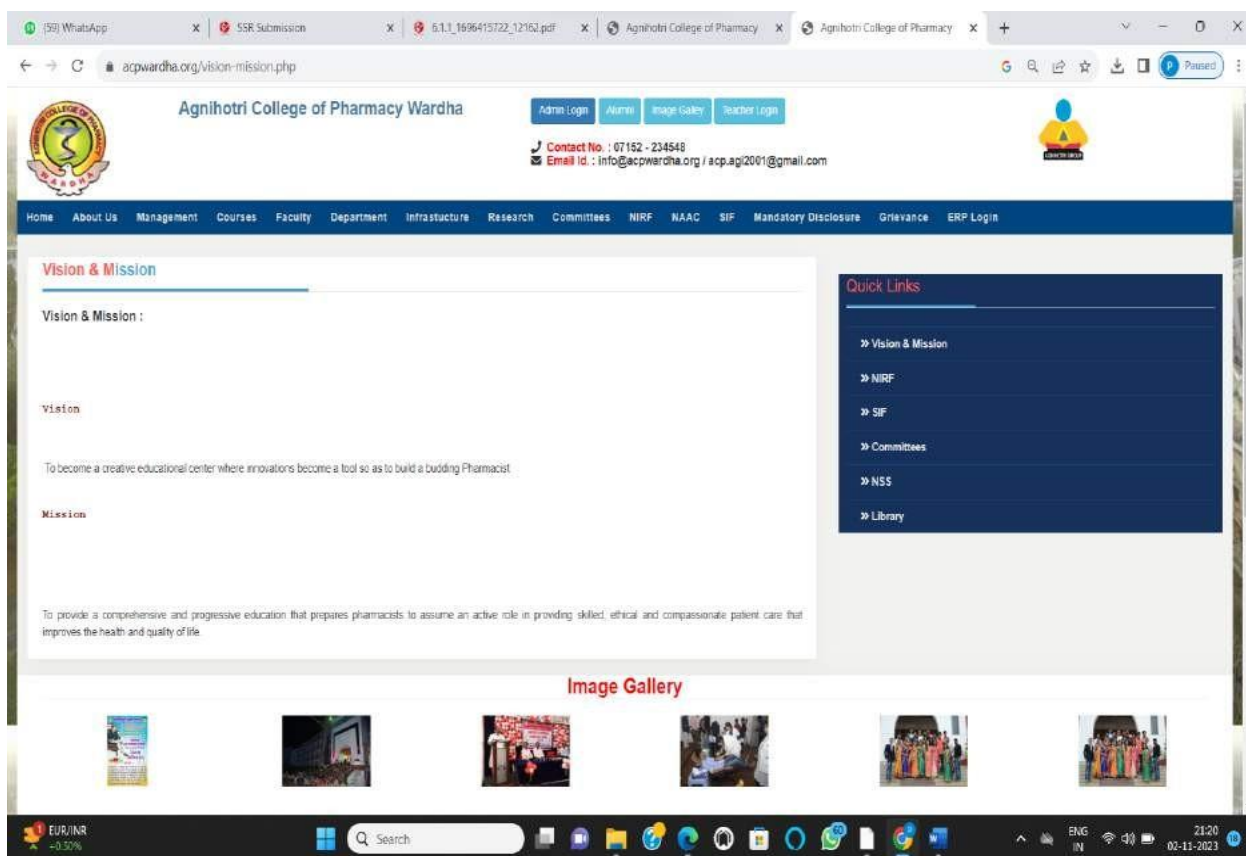 (59) WhatsApp
SSR Submission
6.1.1_1696415722_12162.pdf
Agnihotri College of Pharmacy
Agnihotri College of Pharmacy
acpwardha.org/vision-mission.php
Paused
Agnihotri College of Pharmacy Wardha
Admin Login
Alumni
Image Galley
Teacher Login
Contact No. : 07152 - 234548
Email Id. : info@acpwardha.org / acp.agi2001@gmail.com
WARDHA
Home About Us Management Courses Faculty Department Infrastucture Research Committees NIRF NAAC SIF Mandatory Disclosure Grievance ERP Login
Vision & Mission
Vision & Mission :
Vision
To become a creative educational center where innovations become a tool so as to build a budding Pharmacist
Mission
To provide a comprehensive and progressive education that prepares pharmacists to assume an active role in providing skilled, ethical and compassionate patient care that
improves the health and quality of life
Quick Links
» Vision & Mission
» NIRF
» SIF
» Committees
» NSS
» Library
Image Gallery
EUR/INR
+0.50%
Search
ENG
IN
21:20
02-11-2023